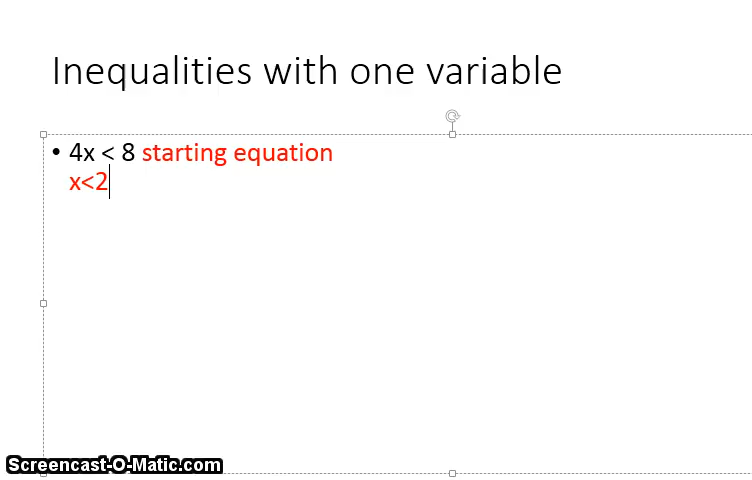 Inequalities with one variable
• 4x < 8 starting equation
x<2
Screencast-O-Matic.com